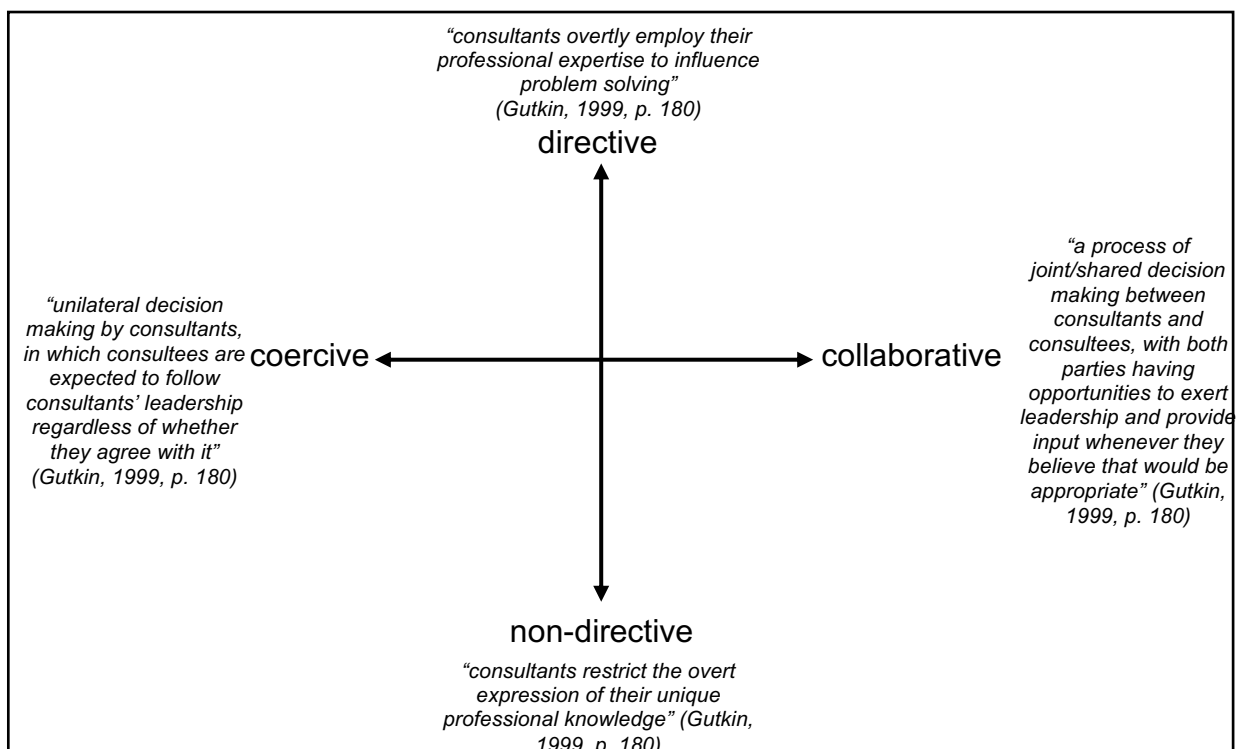 “consultants overtly employ their
professional expertise to influence
problem solving”
(Gutkin, 1999, p. 180)
directive
“unilateral decision
making by consultants,
in which consultees are
expected to follow
consultants’ leadership
regardless of whether
they agree with it”
(Gutkin, 1999, p. 180)
coercive
collaborative
“a process of
joint/shared decision
making between
consultants and
consultees, with both
parties having
opportunities to exert
leadership and provide
input whenever they
believe that would be
appropriate” (Gutkin,
1999, p. 180)
non-directive
“consultants restrict the overt
expression of their unique
professional knowledge” (Gutkin,
1999, p. 180)